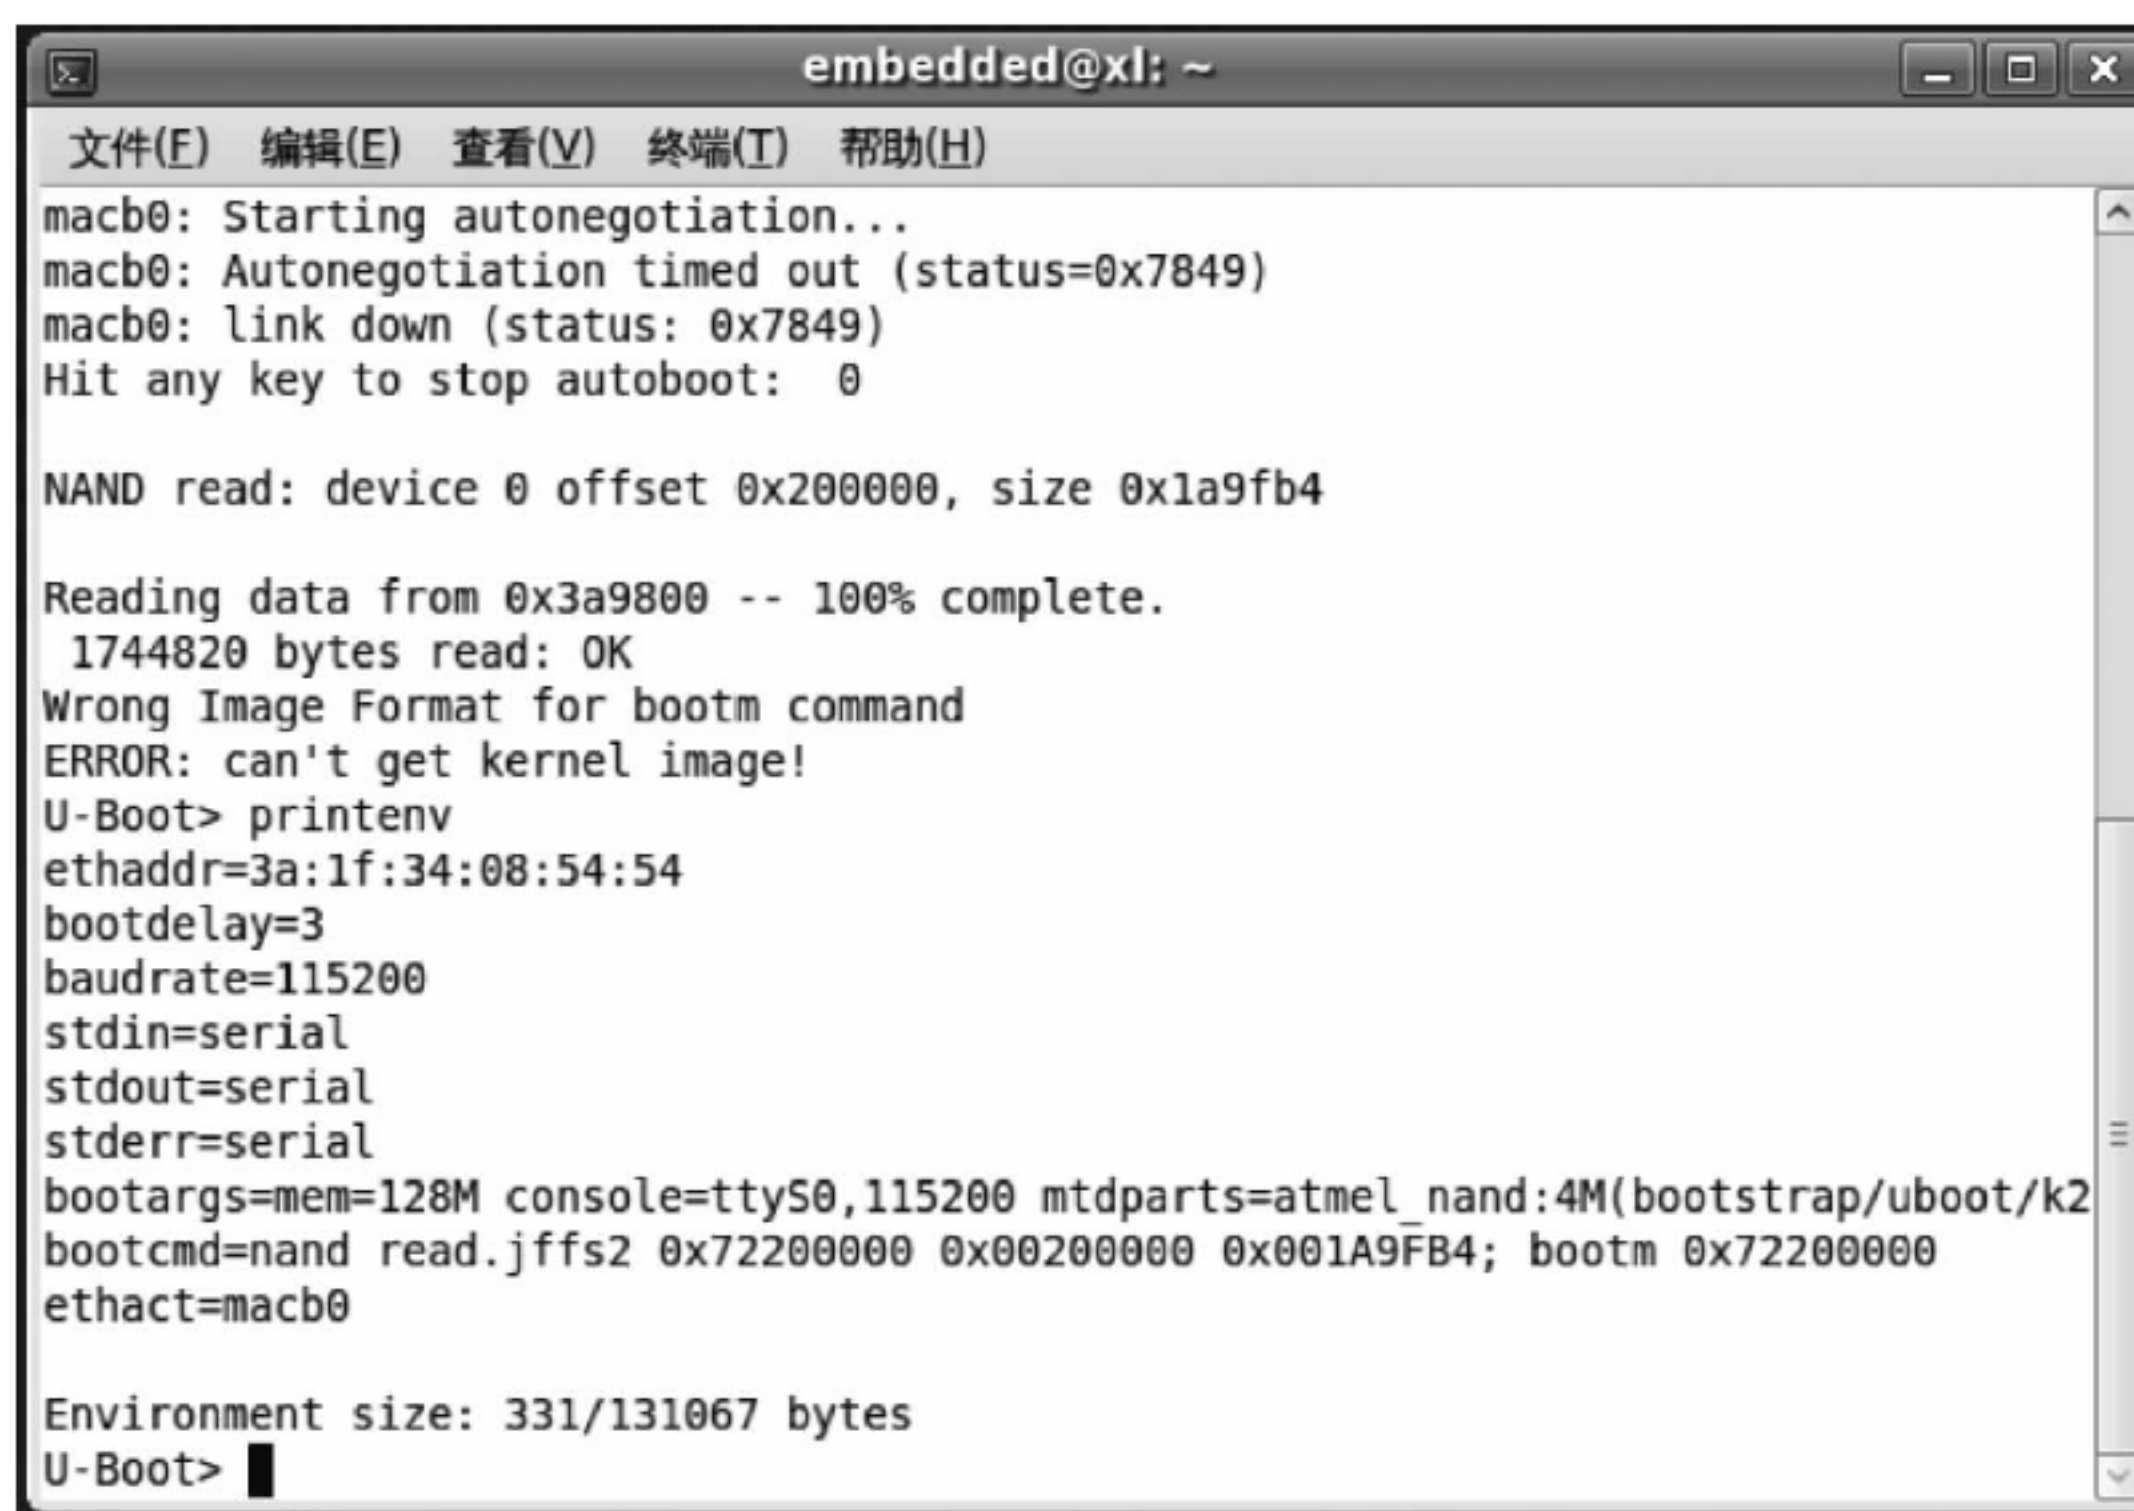 embedded@xl: ~
文件(F) 编辑(E) 查看(V) 终端(T) 帮助(H)
macb0: Starting autonegotiation...
macb0: Autonegotiation timed out (status=0x7849)
macb0: link down (status: 0x7849)
Hit any key to stop autoboot:  0
NAND read: device 0 offset 0x200000, size 0x1a9fb4
Reading data from 0x3a9800 -- 100% complete.
 1744820 bytes read: OK
Wrong Image Format for bootm command
ERROR: can't get kernel image!
U-Boot> printenv
ethaddr=3a:1f:34:08:54:54
bootdelay=3
baudrate=115200
stdin=serial
stdout=serial
stderr=serial
bootargs=mem=128M console=ttyS0,115200 mtdparts=atmel_nand:4M(bootstrap/uboot/k2
bootcmd=nand read.jffs2 0x72200000 0x00200000 0x001A9FB4; bootm 0x72200000
ethact=macb0
Environment size: 331/131067 bytes
U-Boot>